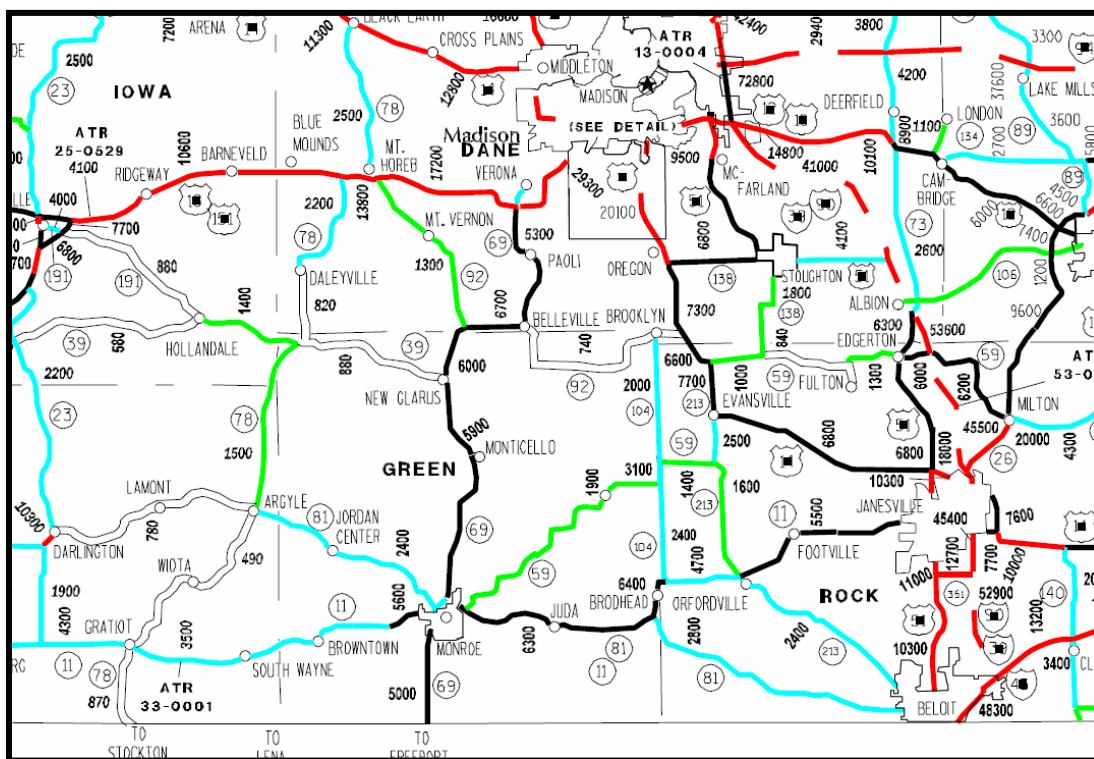 ARENA
7200
11300
BLACK EARTH
16600
CROSS PLAINS
12800
MIDDLETON
ATR
13-0004
42400
2940
3800
3300
2500
23
IOWA
78
2500
MADISON
72800
4200
37600
LAKE MILLS
DEERFIELD
LONDON
3600
ATR
25-0529
4100
10600
BARNEVELD
BLUE
MOUNDS
MT.
HOREB
Madison
DANE
(SEE DETAIL)
9500
14800
41000
10100
8900
1100
134
2700
89
RIDGEWAY
4000
7700
6800
17200
VERONA
29300
MC-
FARLAND
CAM-
BRIDGE
89
4500
6600
2200
13800
MT. VERNON
69
5300
20100
6800
4100
73
2600
6000
7400
191
191
880
78
DALEYVILLE
1300
92
PAOLI
OREGON
138
STOUGHTON
1800
138
ALBION
106
1200
9600
1400
820
6700
7300
39
580
HOLLANDALE
880
39
BELLEVILLE
BROOKLYN
740
92
840
EDGERTON
6300
53600
59
2200
6000
NEW GLARUS
2000
6600
7700
1000
59
FULTON
1300
6000
6200
MILTON
23
78
1500
5900
MONTICELLO
104
213
EVANSVILLE
2500
6800
6800
18000
45500
20000
26
4300
GREEN
59
3100
1900
1400
213
1600
10300
JANESVILLE
LAMONT
780
ARGYLE
10300
DARLINGTON
81
JORDAN
CENTER
2400
69
11
5500
FOOTVILLE
45400
7600
WIOTA
490
104
2400
4700
12700
7700
10000
1900
4300
59
5600
6400
BRODHEAD
ORFORDVILLE
ROCK
11000
351
52900
140
13200
GRATIOT
3500
11
BROWNTOWN
MONROE
JUDA
6300
81
11
2800
2400
213
10300
3400
11
78
870
SOUTH WAYNE
ATR
33-0001
5000
69
81
BELOIT
48300
TO
STOCKTON
TO
LENA
TO
FREEPORT